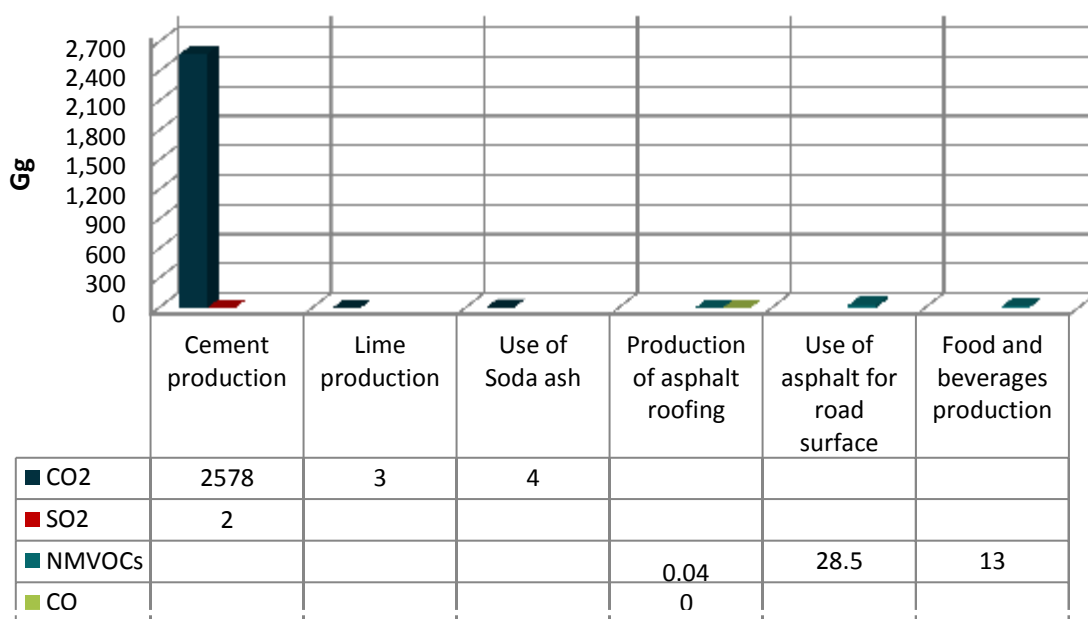 Gg
2,700
2,400
2,100
1,800
1,500
1,200
900
600
300
0
Cement
production
Lime
production
Use of
Soda ash
Production
of asphalt
roofing
Use of
asphalt for
road
surface
Food and
beverages
production
CO2 2578 3 4
SO2 2
NMVOCs 0.04 28.5 13
CO 0